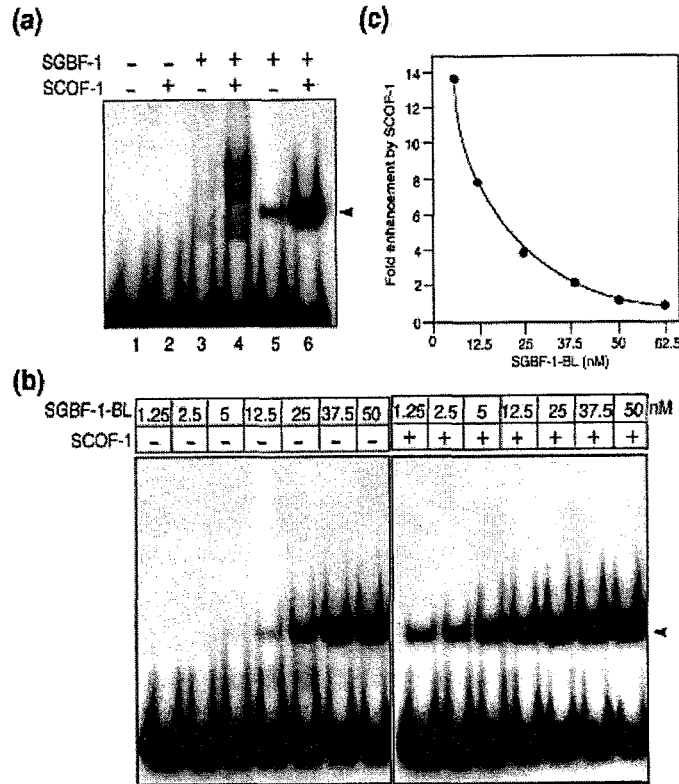 (a)
SGBF-1 - - + + + +
SCOF-1 - + - + - +
1 2 3 4 5 6
(c)
Fold enhancement by SCOF-1
14
12
10
8
6
4
2
0
0 12.5 25 37.5 50 62.5
SGBF-1-BL (nM)
(b)
SGBF-1-BL 1.25 2.5 5 12.5 25 37.5 50 1.25 2.5 5 12.5 25 37.5 50 nM
SCOF-1 - - - - - - - + + + + + + +